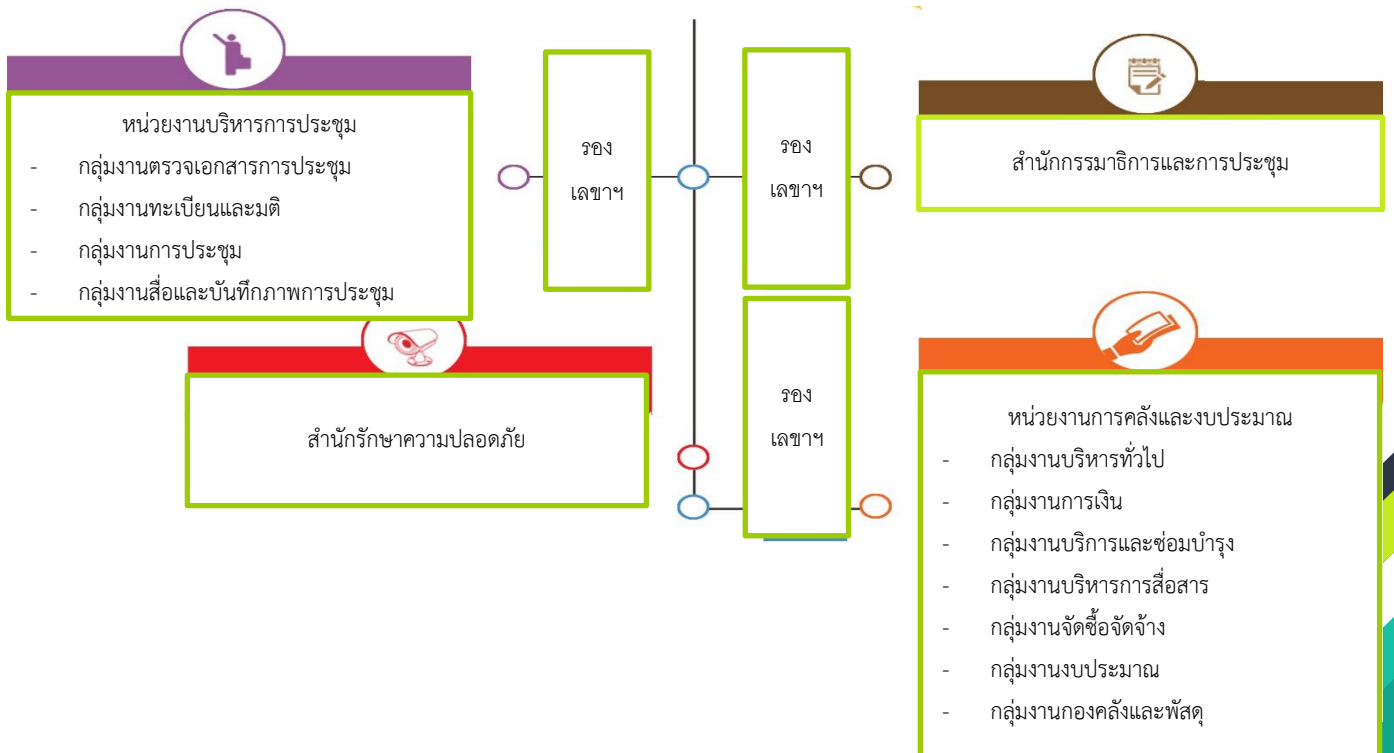 หน่วยงานบริหารการประชุม
- กลุ่มงานตรวจเอกสารการประชุม
- กลุ่มงานทะเบียนและมติ
- กลุ่มงานการประชุม
- กลุ่มงานสื่อและบันทึกภาพการประชุม
รอง
เลขาฯ
รอง
เลขาฯ
สำนักกรรมาธิการและการประชุม
สำนักรักษาความปลอดภัย
รอง
เลขาฯ
หน่วยงานการคลังและงบประมาณ
- กลุ่มงานบริหารทั่วไป
- กลุ่มงานการเงิน
- กลุ่มงานบริการและซ่อมบำรุง
- กลุ่มงานบริหารการสื่อสาร
- กลุ่มงานจัดซื้อจัดจ้าง
- กลุ่มงานงบประมาณ
- กลุ่มงานกองคลังและพัสดุ